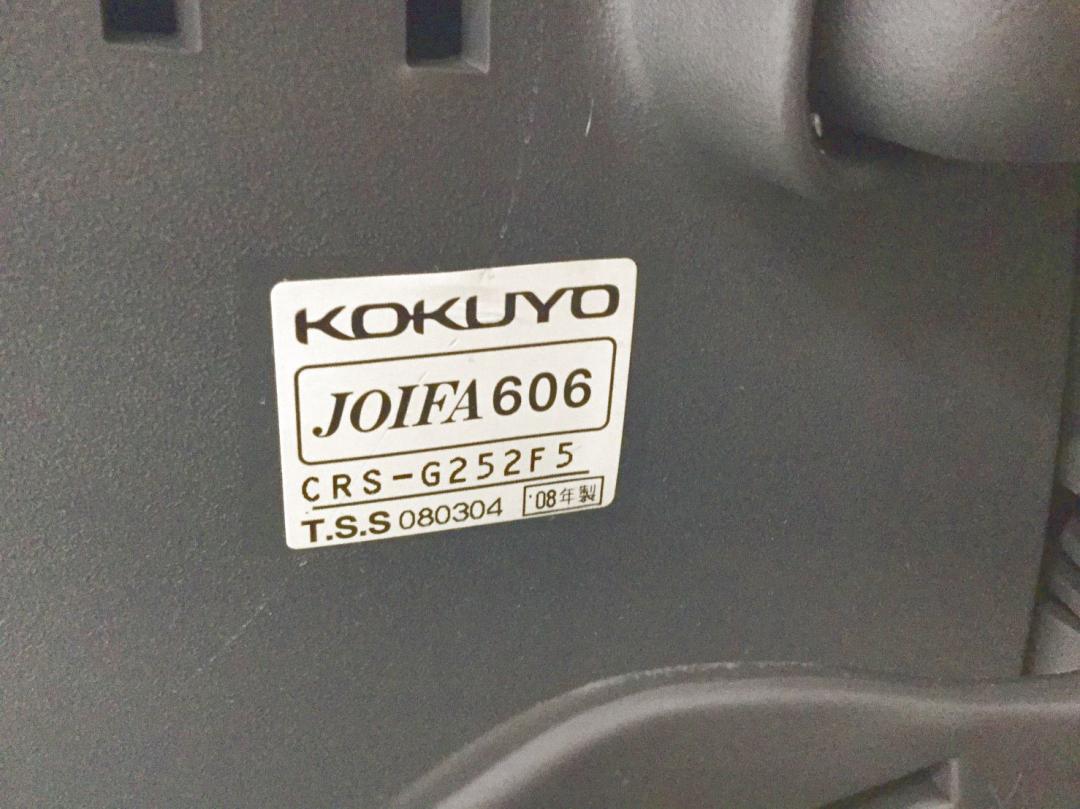 KOKUYO
JOIFA 606
CRS-G252F5
T.S.S 080304 '08年製